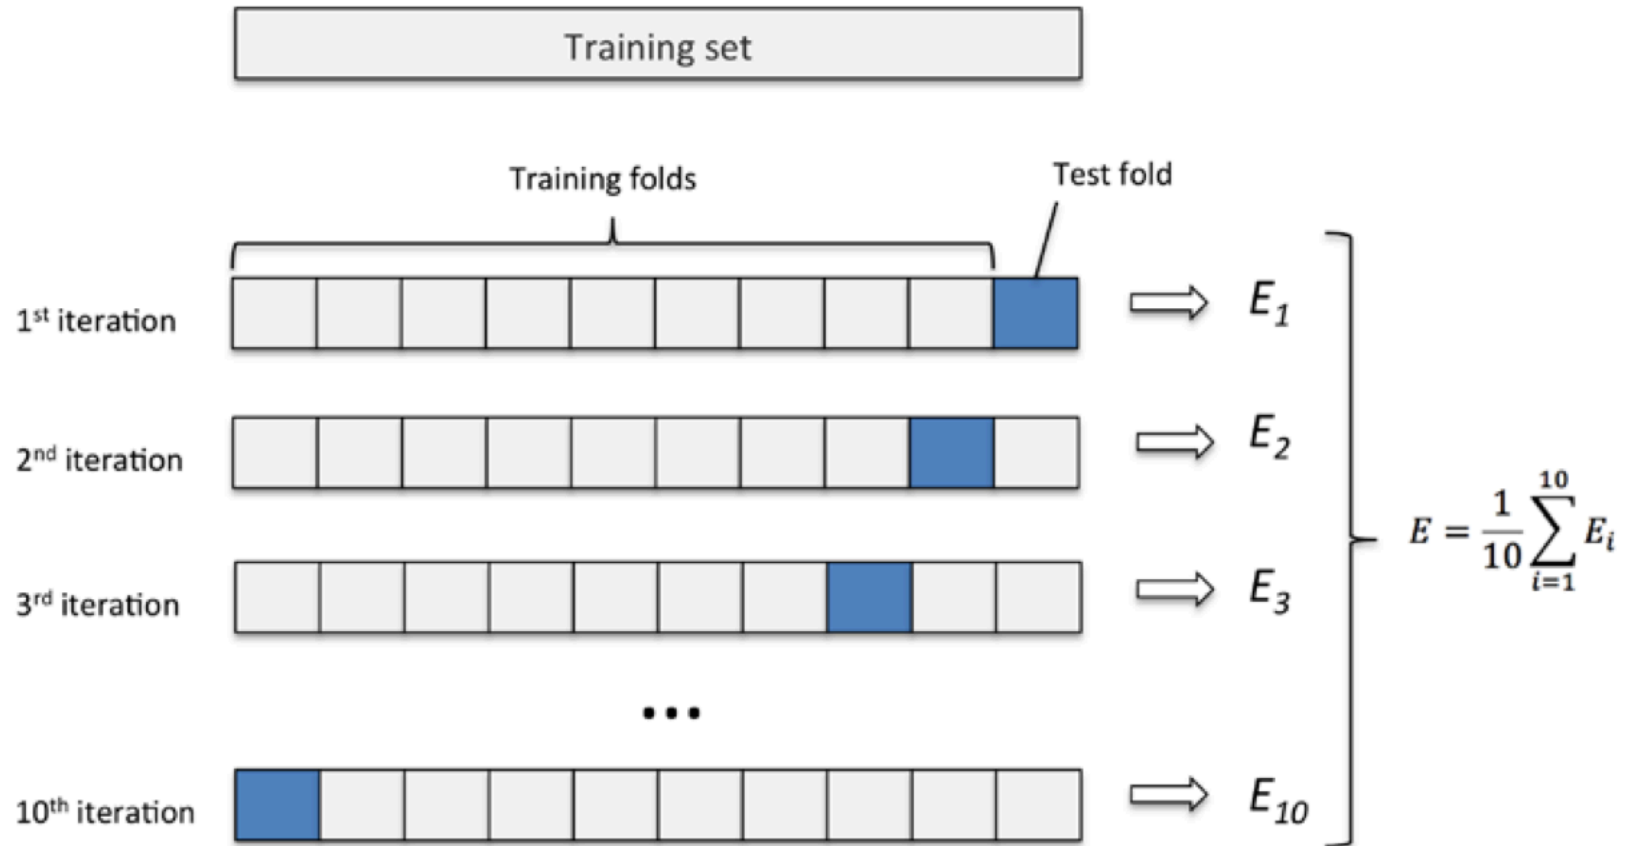 Training set
Training folds
Test fold
1st iteration
E1
2nd iteration
E2
3rd iteration
E3
...
10th iteration
E10
E = 1/10 ∑_{i=1}^{10} E_i